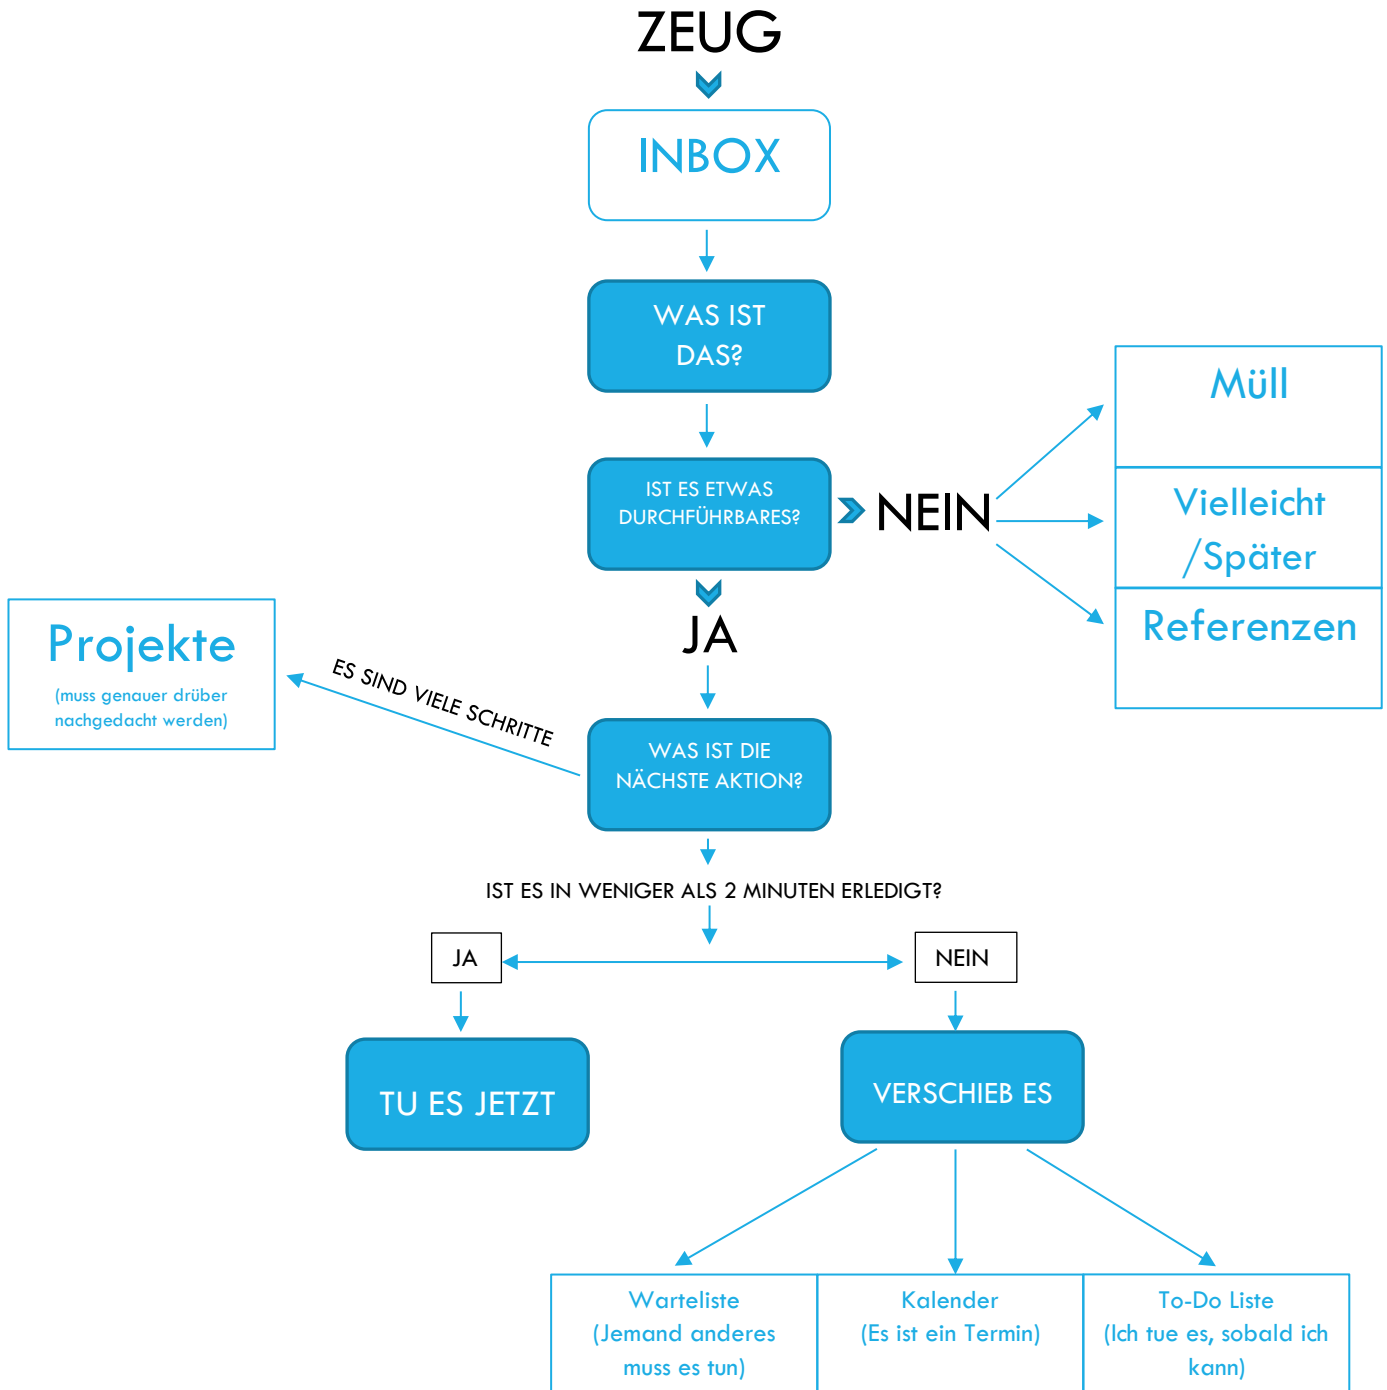 ZEUG
INBOX
WAS IST
DAS?
IST ES ETWAS
DURCHFÜHRBARES?
NEIN
Müll
Vielleicht
/Später
Referenzen
JA
Projekte
(muss genauer drüber
nachgedacht werden)
ES SIND VIELE SCHRITTE
WAS IST DIE
NÄCHSTE AKTION?
IST ES IN WENIGER ALS 2 MINUTEN ERLEDIGT?
JA
NEIN
TU ES JETZT
VERSCHIEB ES
Warteliste
(Jemand anderes
muss es tun)
Kalender
(Es ist ein Termin)
To-Do Liste
(Ich tue es, sobald ich
kann)